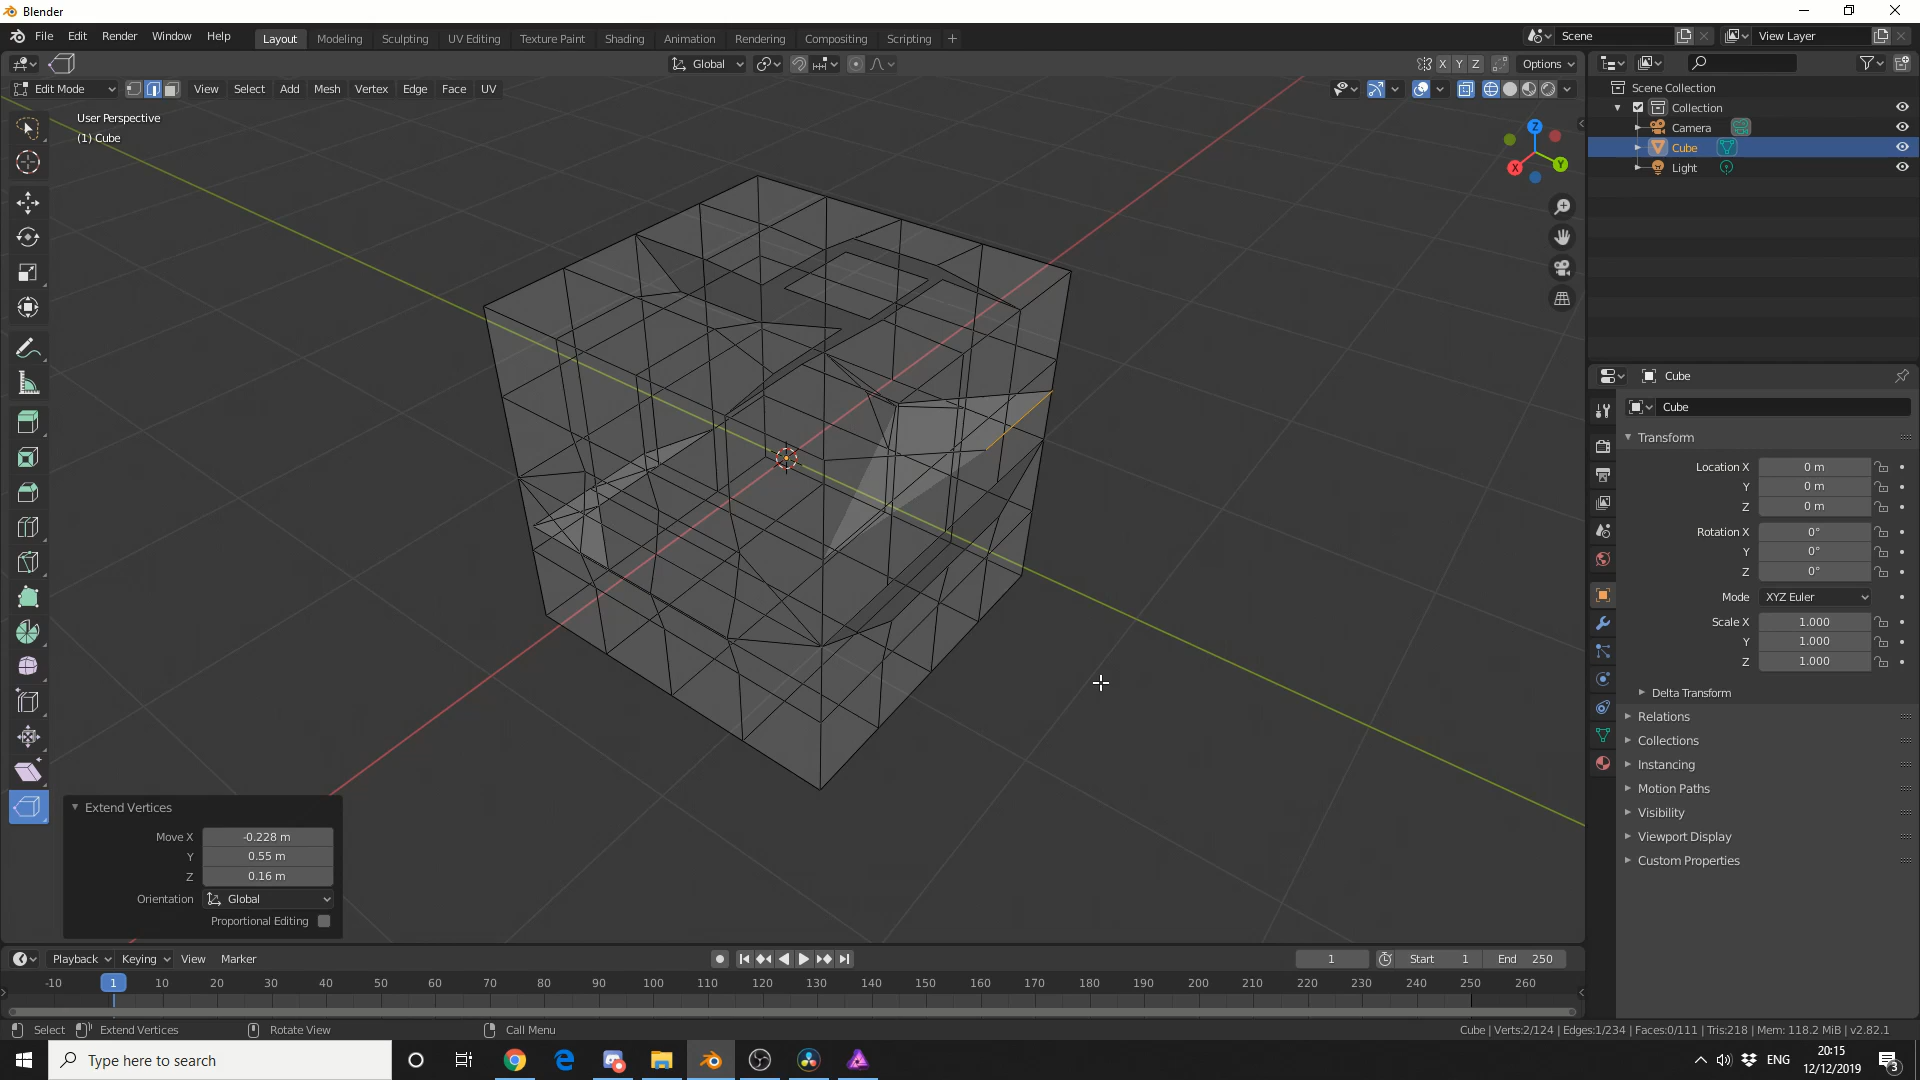 Blender
File Edit Render Window Help
Layout Modeling Sculpting UV Editing Texture Paint Shading Animation Rendering Compositing Scripting +
Scene View Layer
Global X Y Z Options
Edit Mode View Select Add Mesh Vertex Edge Face UV
User Perspective
(1) Cube
Z
X Y
Scene Collection
Collection
Camera
Cube
Light
Cube
Cube
Transform
Location X 0 m
Y 0 m
Z 0 m
Rotation X 0°
Y 0°
Z 0°
Mode XYZ Euler
Scale X 1.000
Y 1.000
Z 1.000
Delta Transform
Relations
Collections
Instancing
Motion Paths
Visibility
Viewport Display
Custom Properties
Extend Vertices
Move X -0.228 m
Y 0.55 m
Z 0.16 m
Orientation Global
Proportional Editing
Playback Keying View Marker 1 Start 1 End 250
-10 1 10 20 30 40 50 60 70 80 90 100 110 120 130 140 150 160 170 180 190 200 210 220 230 240 250 260
Select Extend Vertices Rotate View Call Menu Cube | Verts:2/124 | Edges:1/234 | Faces:0/111 | Tris:218 | Mem: 118.2 MiB | v2.82.1
Type here to search
ENG 20:15
12/12/2019 3